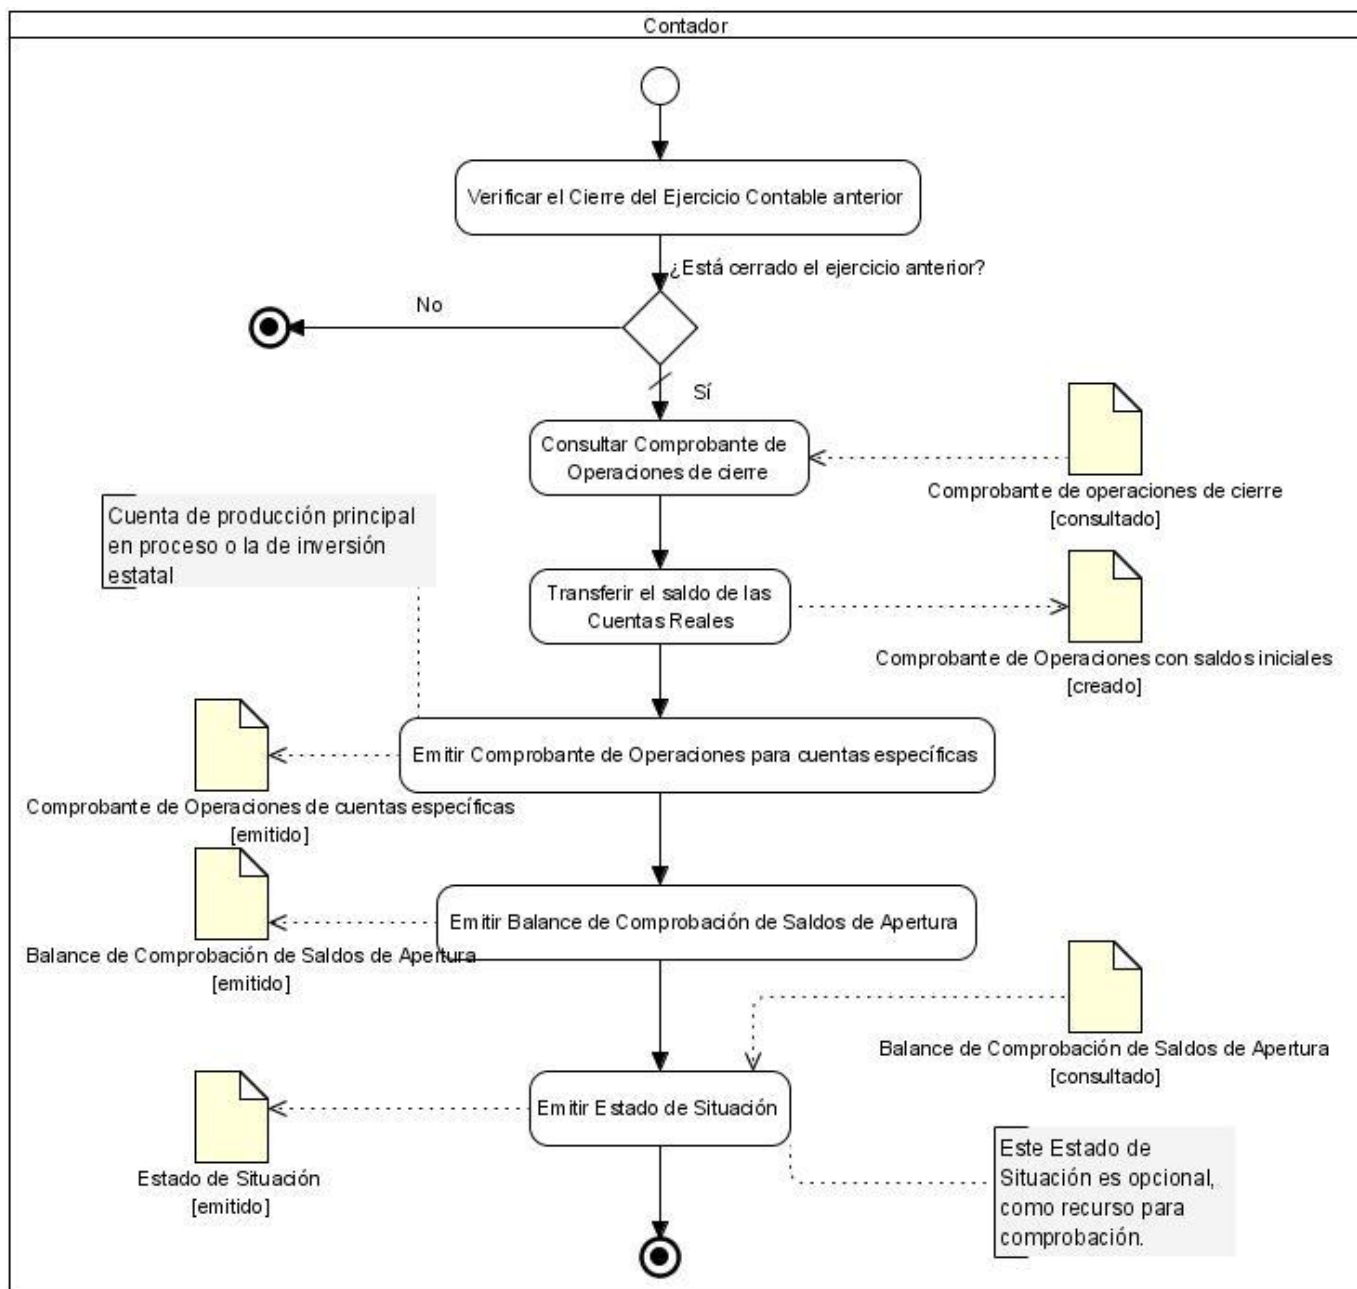 Contador
Verificar el Cierre del Ejercicio Contable anterior
¿Está cerrado el ejercicio anterior?
No
Sí
Consultar Comprobante de
Operaciones de cierre
Comprobante de operaciones de cierre
[consultado]
Cuenta de producción principal
en proceso o la de inversión
estatal
Transferir el saldo de las
Cuentas Reales
Comprobante de Operaciones con saldos iniciales
[creado]
Emitir Comprobante de Operaciones para cuentas específicas
Comprobante de Operaciones de cuentas específicas
[emitido]
Emitir Balance de Comprobación de Saldos de Apertura
Balance de Comprobación de Saldos de Apertura
[emitido]
Balance de Comprobación de Saldos de Apertura
[consultado]
Emitir Estado de Situación
Estado de Situación
[emitido]
Este Estado de
Situación es opcional,
como recurso para
comprobación.